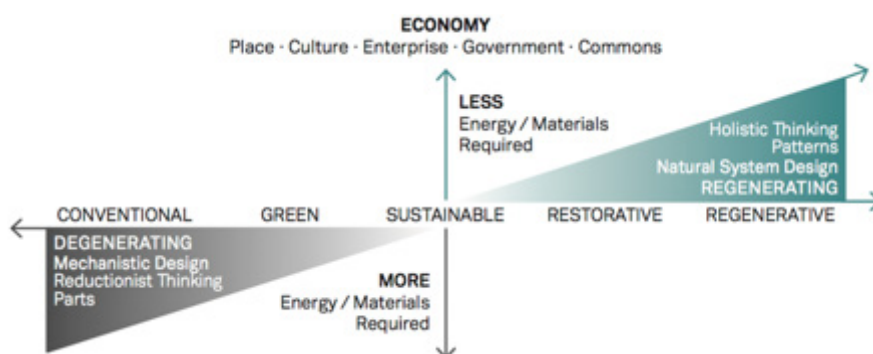 ECONOMY
Place · Culture · Enterprise · Government · Commons
LESS
Energy / Materials
Required
Holistic Thinking
Patterns
Natural System Design
REGENERATING
CONVENTIONAL GREEN SUSTAINABLE RESTORATIVE REGENERATIVE
DEGENERATING
Mechanistic Design
Reductionist Thinking
Parts
MORE
Energy / Materials
Required